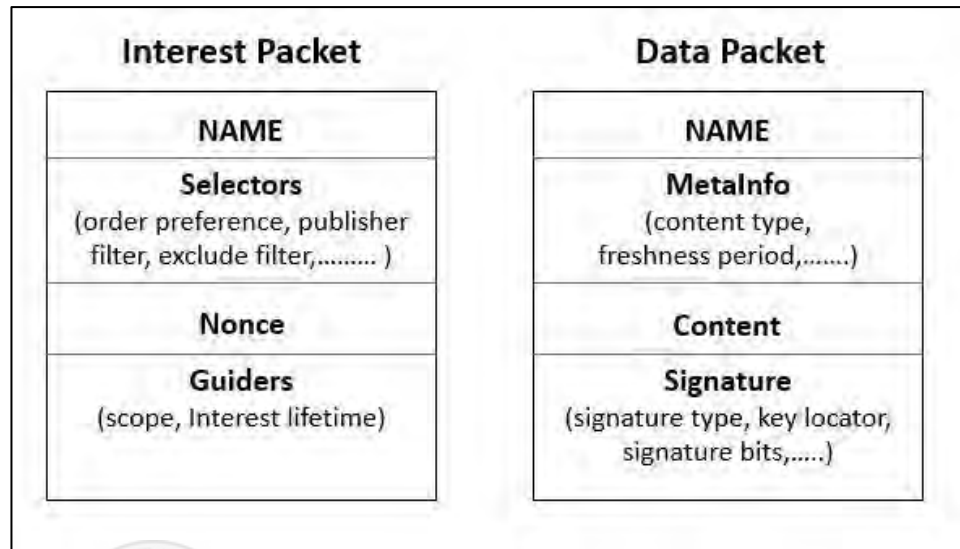 Interest Packet
NAME
Selectors
(order preference, publisher
filter, exclude filter,......... )
Nonce
Guiders
(scope, Interest lifetime)
Data Packet
NAME
MetaInfo
(content type,
freshness period,.......)
Content
Signature
(signature type, key locator,
signature bits,.....)